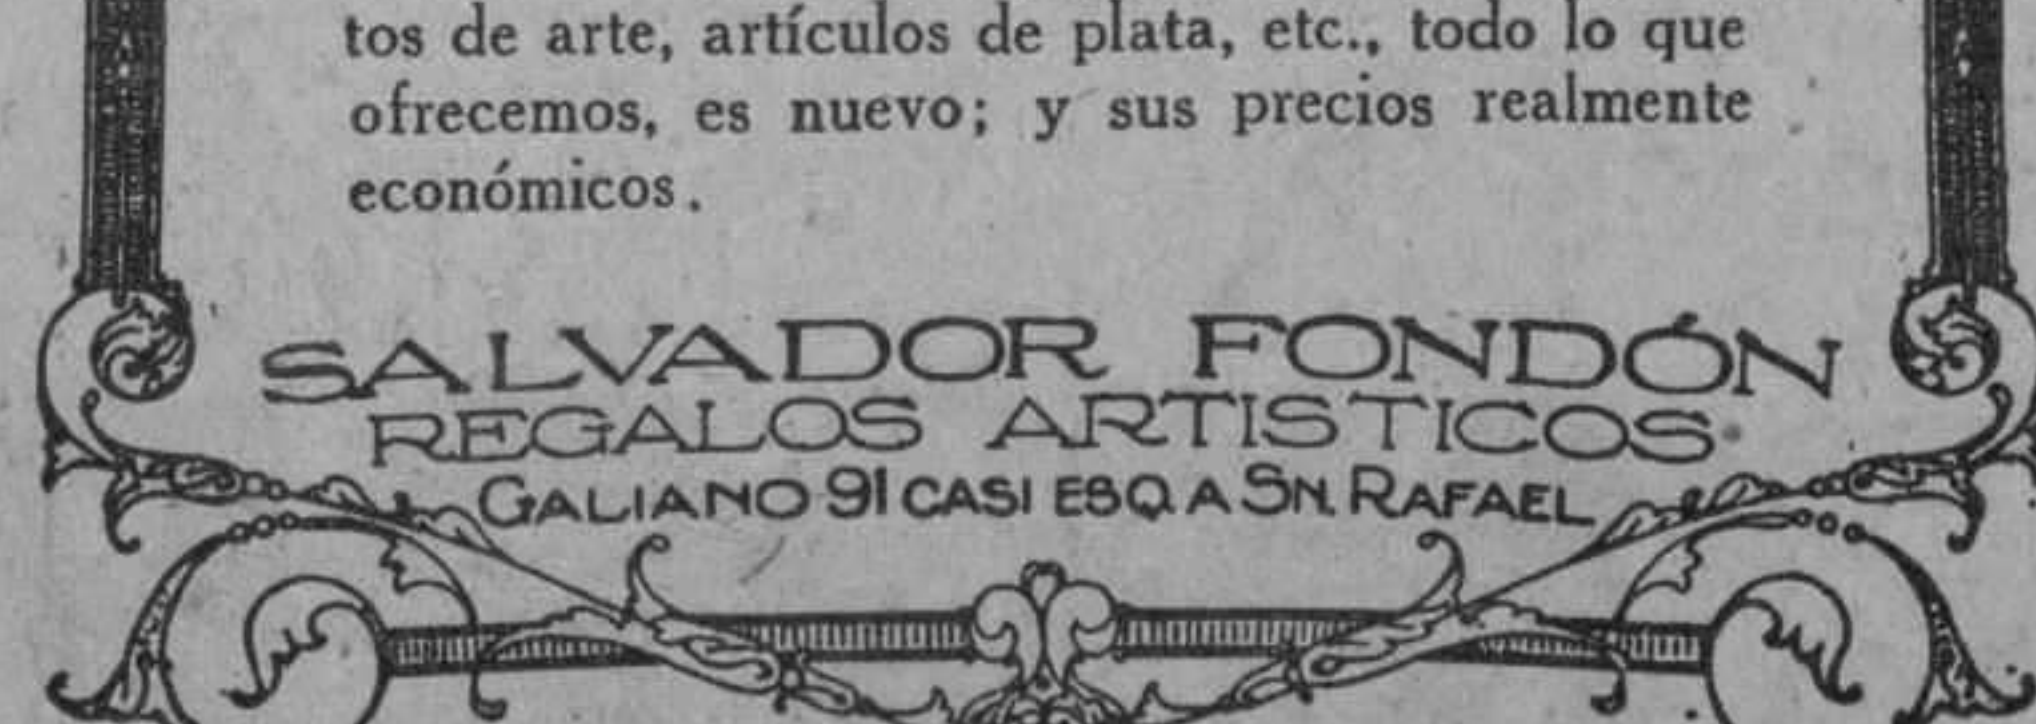 tos de arte, artículos de plata, etc., todo lo que
ofrecemos, es nuevo; y sus precios realmente
económicos.
SALVADOR FONDÓN
REGALOS ARTISTICOS
GALIANO 91 CASI ESQ. A SN. RAFAEL